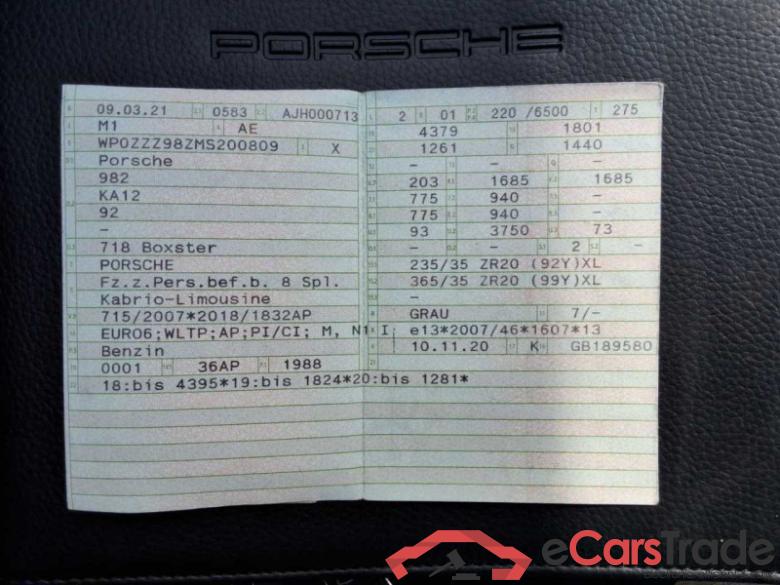 PORSCHE
09.03.21 0583 AJH000713
M1 AE
WP0ZZZ98ZMS200809 X
Porsche
982
KA12
92
-
718 Boxster
PORSCHE
Fz.z.Pers.bef.b. 8 Spl.
Kabrio-Limousine
715/2007*2018/1832AP
EURO6;WLTP;AP;PI/CI; M, N1 I
Benzin
0001 36AP 1988
18:bis 4395*19:bis 1824*20:bis 1281*
2 01 220 /6500 275
4379 1801
1261 1440
- - -
203 1685 1685
775 940 -
775 940 -
93 3750 73
- - 2 -
235/35 ZR20 (92Y)XL
365/35 ZR20 (99Y)XL
-
GRAU 7/-
e13*2007/46*1607*13
10.11.20 K GB189580
eCarsTrade